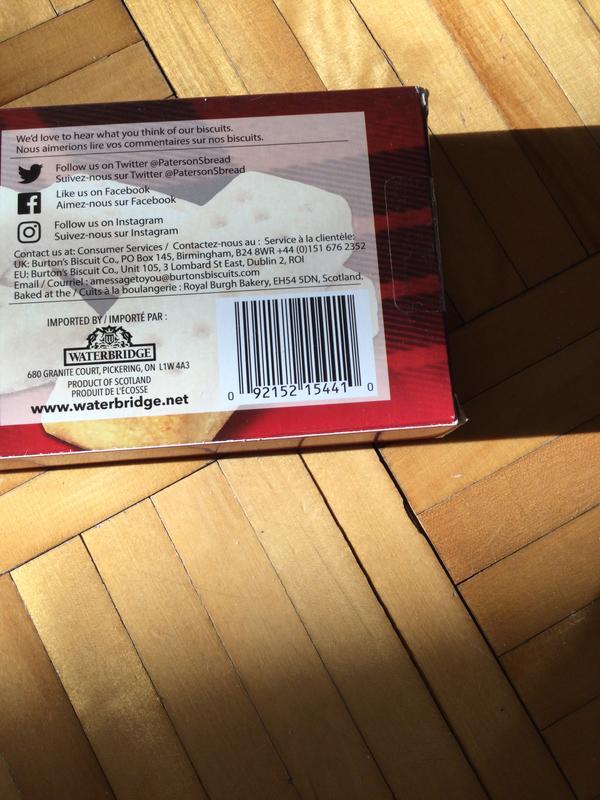 We'd love to hear what you think of our biscuits.
Nous aimerions lire vos commentaires sur nos biscuits.
Follow us on Twitter @PatersonSbread
Suivez-nous sur Twitter @PatersonSbread
Like us on Facebook
Aimez-nous sur Facebook
Follow us on Instagram
Suivez-nous sur Instagram
Contact us at: Consumer Services / Contactez-nous au : Service à la clientèle:
UK: Burton's Biscuit Co., PO Box 145, Birmingham, B24 8WR +44 (0)151 676 2352
EU: Burton's Biscuit Co., Unit 105, 3 Lombard St East, Dublin 2, ROI
Email / Courriel : amessagetoyou@burtonsbiscuits.com
Baked at the / Cuits à la boulangerie : Royal Burgh Bakery, EH54 5DN, Scotland.
IMPORTED BY / IMPORTÉ PAR :
WATERBRIDGE
680 GRANITE COURT, PICKERING, ON L1W 4A3
PRODUCT OF SCOTLAND
PRODUIT DE L'ÉCOSSE
www.waterbridge.net
0 92152 15441 0